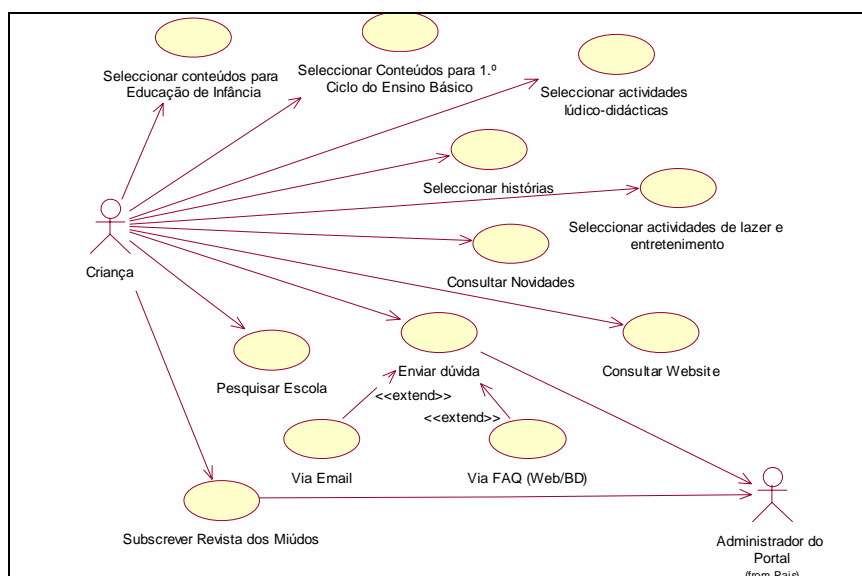 Seleccionar conteúdos para
Educação de Infância
Seleccionar Conteúdos para 1.º
Ciclo do Ensino Básico
Seleccionar actividades
lúdico-didácticas
Seleccionar histórias
Seleccionar actividades de lazer e
entretenimento
Criança
Consultar Novidades
Pesquisar Escola
Enviar dúvida
Consultar Website
<<extend>>
<<extend>>
Via Email
Via FAQ (Web/BD)
Subscrever Revista dos Miúdos
Administrador do
Portal
(from Pais)